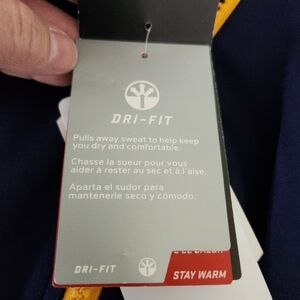 DRI-FIT
Pulls away sweat to help keep
you dry and comfortable.
Chasse la sueur pour vous
aider à rester au sec et à l'aise.
Aparta el sudor para
mantenerle seco y cómodo.
DRI-FIT
STAY WARM